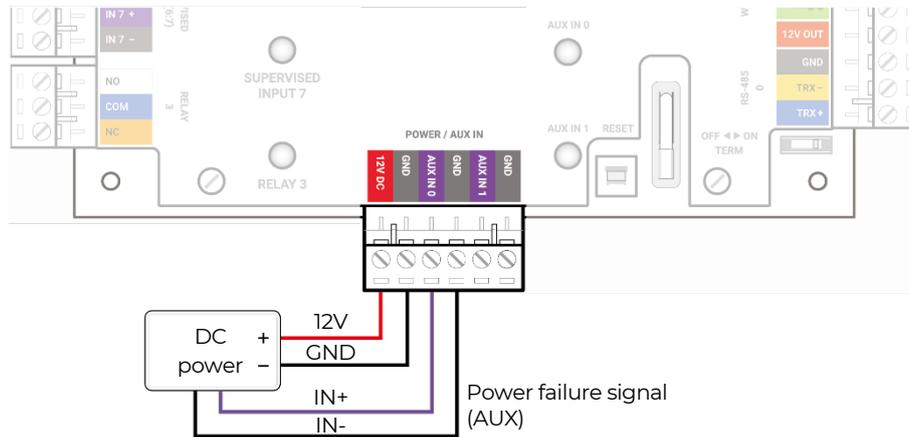 IN 7 +
IN 7 −
NO
COM
NC
RELAY
3
SUPERVISED
INPUT 7
RELAY 3
POWER / AUX IN
12V DC
GND
AUX IN 0
GND
AUX IN 1
GND
AUX IN 0
AUX IN 1
RESET
OFF ◄► ON
TERM
RS-485
0
12V OUT
GND
TRX−
TRX+
DC
power
+
−
12V
GND
IN+
IN-
Power failure signal
(AUX)